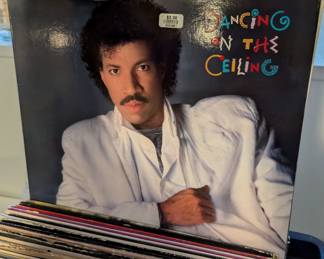 DANCING
ON THE
CEILING